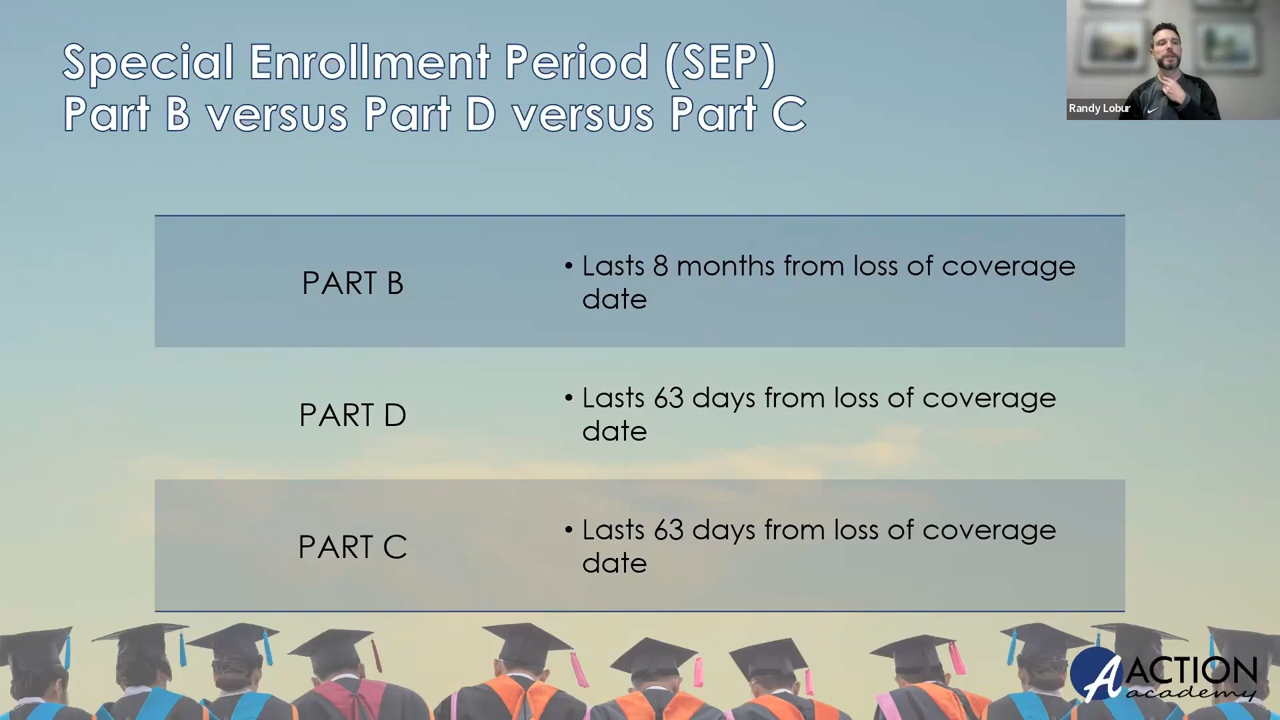 Special Enrollment Period (SEP)
Part B versus Part D versus Part C
Randy Lobur
PART B
• Lasts 8 months from loss of coverage
date
PART D
• Lasts 63 days from loss of coverage
date
PART C
• Lasts 63 days from loss of coverage
date
A ACTION
academy